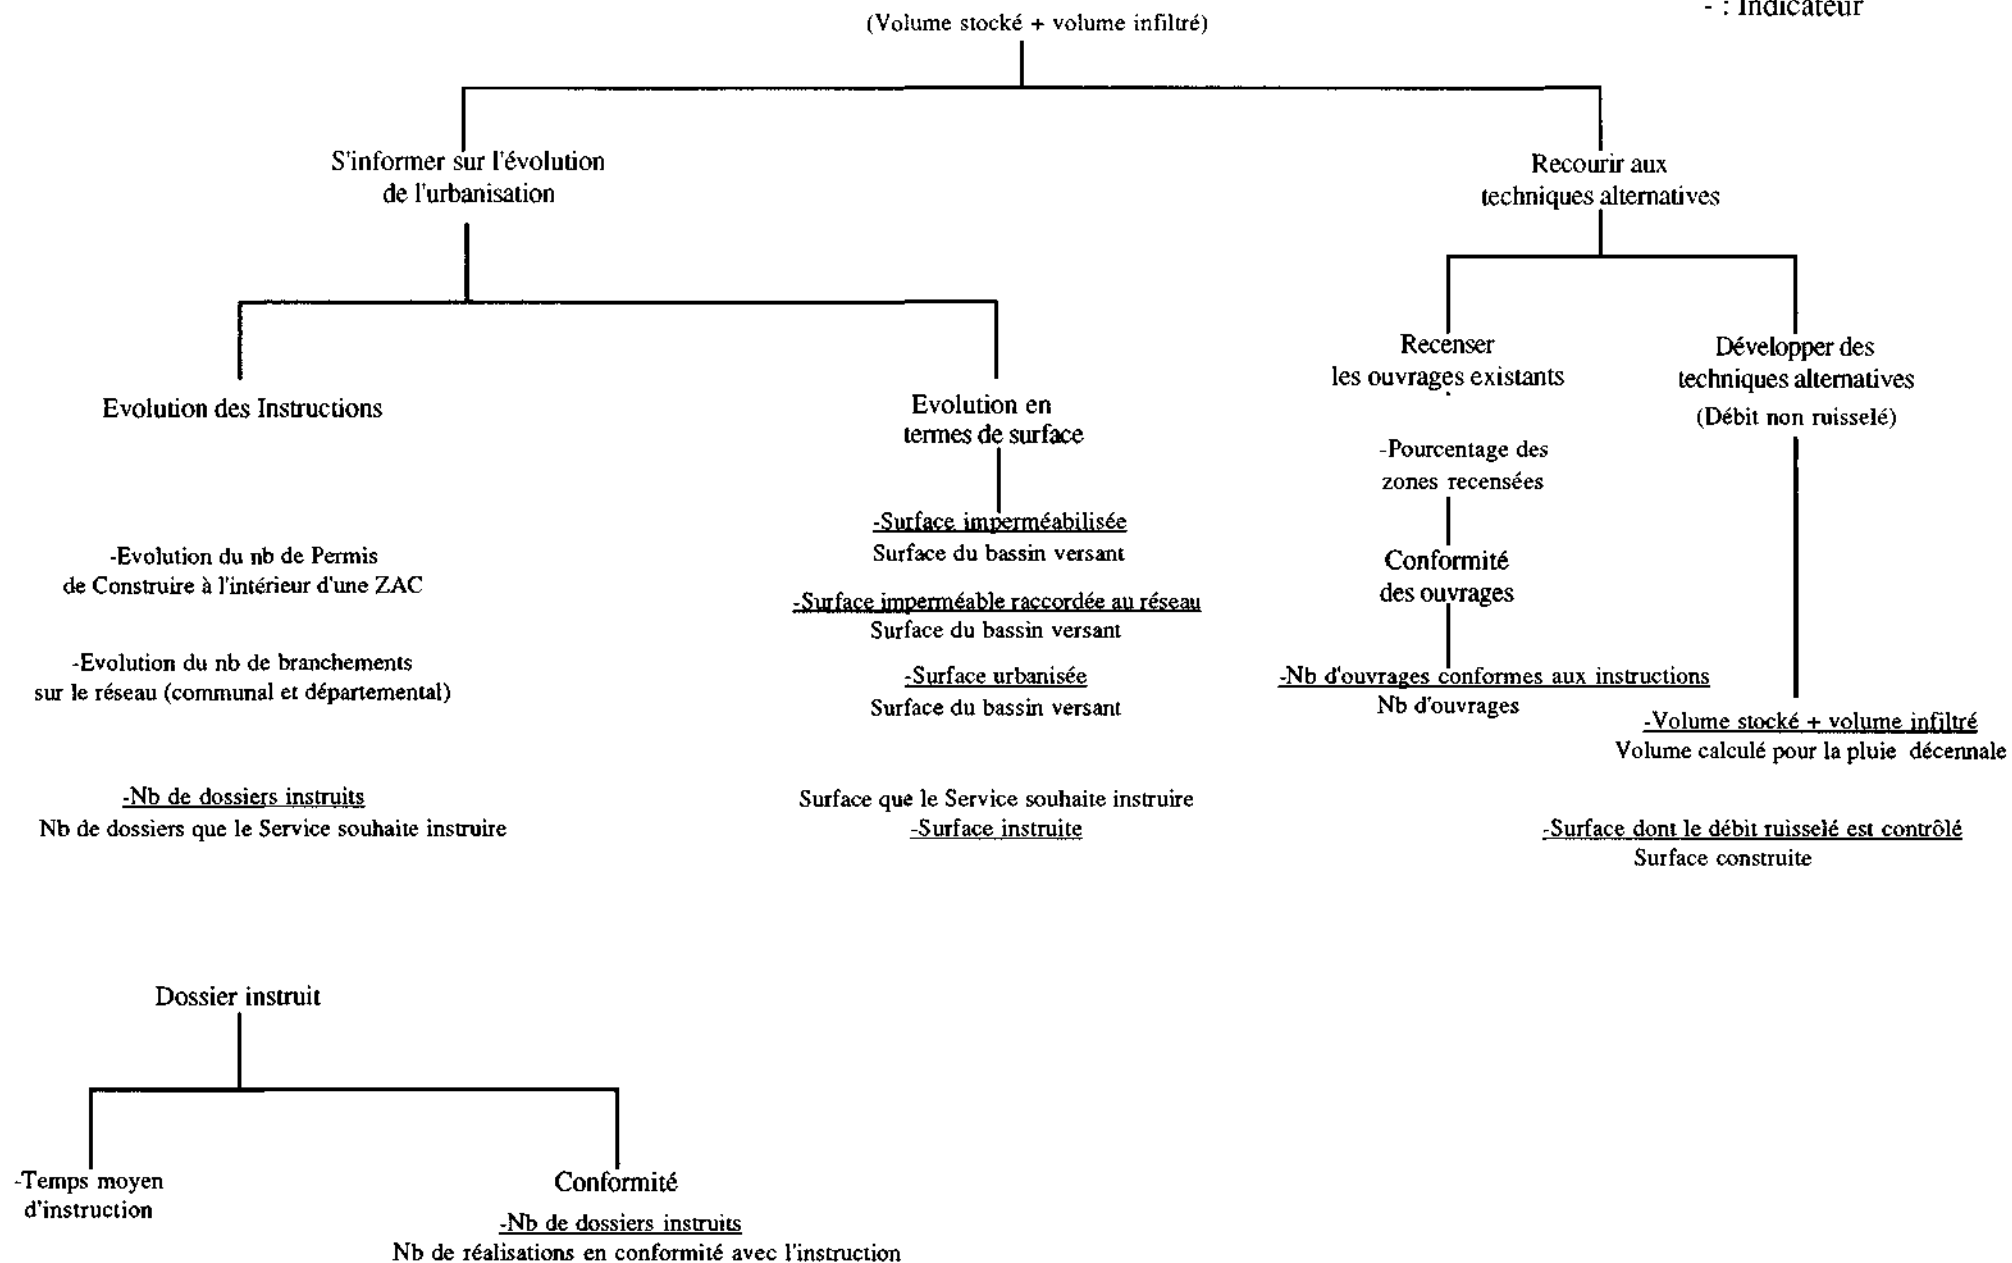 - : Indicateur
(Volume stocké + volume infiltré)
S'informer sur l'évolution
de l'urbanisation
Recourir aux
techniques alternatives
Evolution des Instructions
Evolution en
termes de surface
Recenser
les ouvrages existants
Développer des
techniques alternatives
(Débit non ruisselé)
-Evolution du nb de Permis
de Construire à l'intérieur d'une ZAC
-Evolution du nb de branchements
sur le réseau (communal et départemental)
-Nb de dossiers instruits
Nb de dossiers que le Service souhaite instruire
-Surface imperméabilisée
Surface du bassin versant
-Surface imperméable raccordée au réseau
Surface du bassin versant
-Surface urbanisée
Surface du bassin versant
Surface que le Service souhaite instruire
-Surface instruite
-Pourcentage des
zones recensées
Conformité
des ouvrages
-Nb d'ouvrages conformes aux instructions
Nb d'ouvrages
-Volume stocké + volume infiltré
Volume calculé pour la pluie décennale
-Surface dont le débit ruisselé est contrôlé
Surface construite
Dossier instruit
-Temps moyen
d'instruction
Conformité
-Nb de dossiers instruits
Nb de réalisations en conformité avec l'instruction